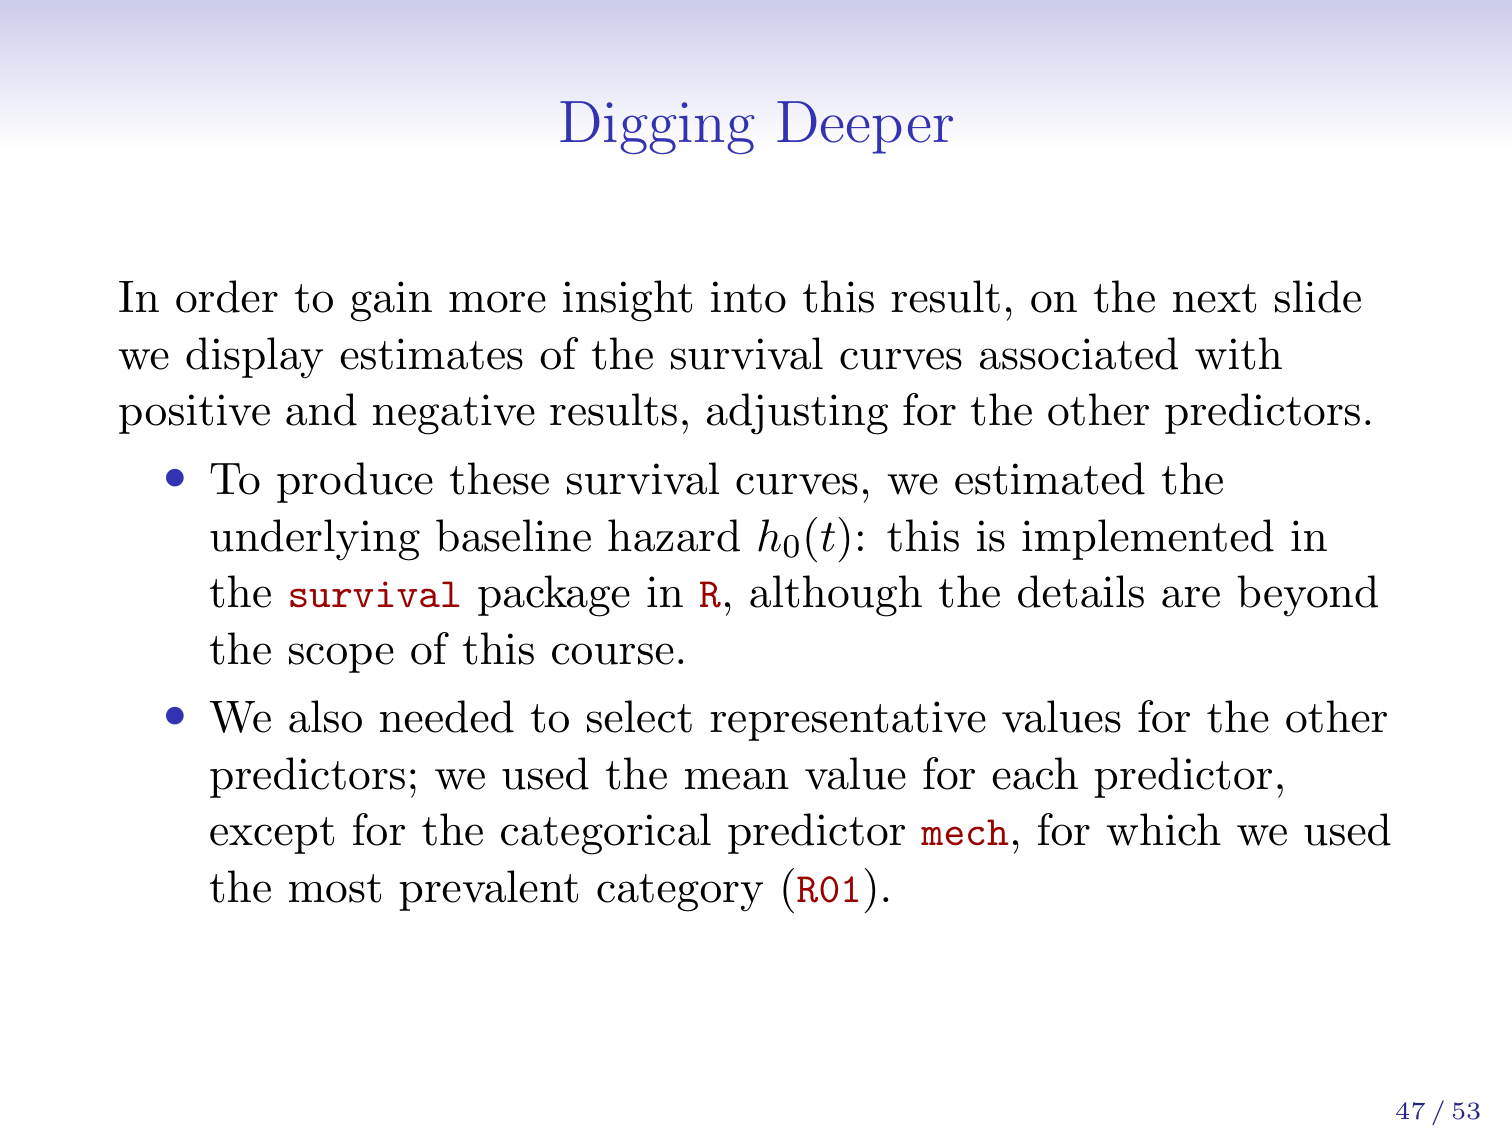 Digging Deeper
In order to gain more insight into this result, on the next slide
we display estimates of the survival curves associated with
positive and negative results, adjusting for the other predictors.
• To produce these survival curves, we estimated the
underlying baseline hazard h₀(t): this is implemented in
the survival package in R, although the details are beyond
the scope of this course.
• We also needed to select representative values for the other
predictors; we used the mean value for each predictor,
except for the categorical predictor mech, for which we used
the most prevalent category (R01).
47 / 53